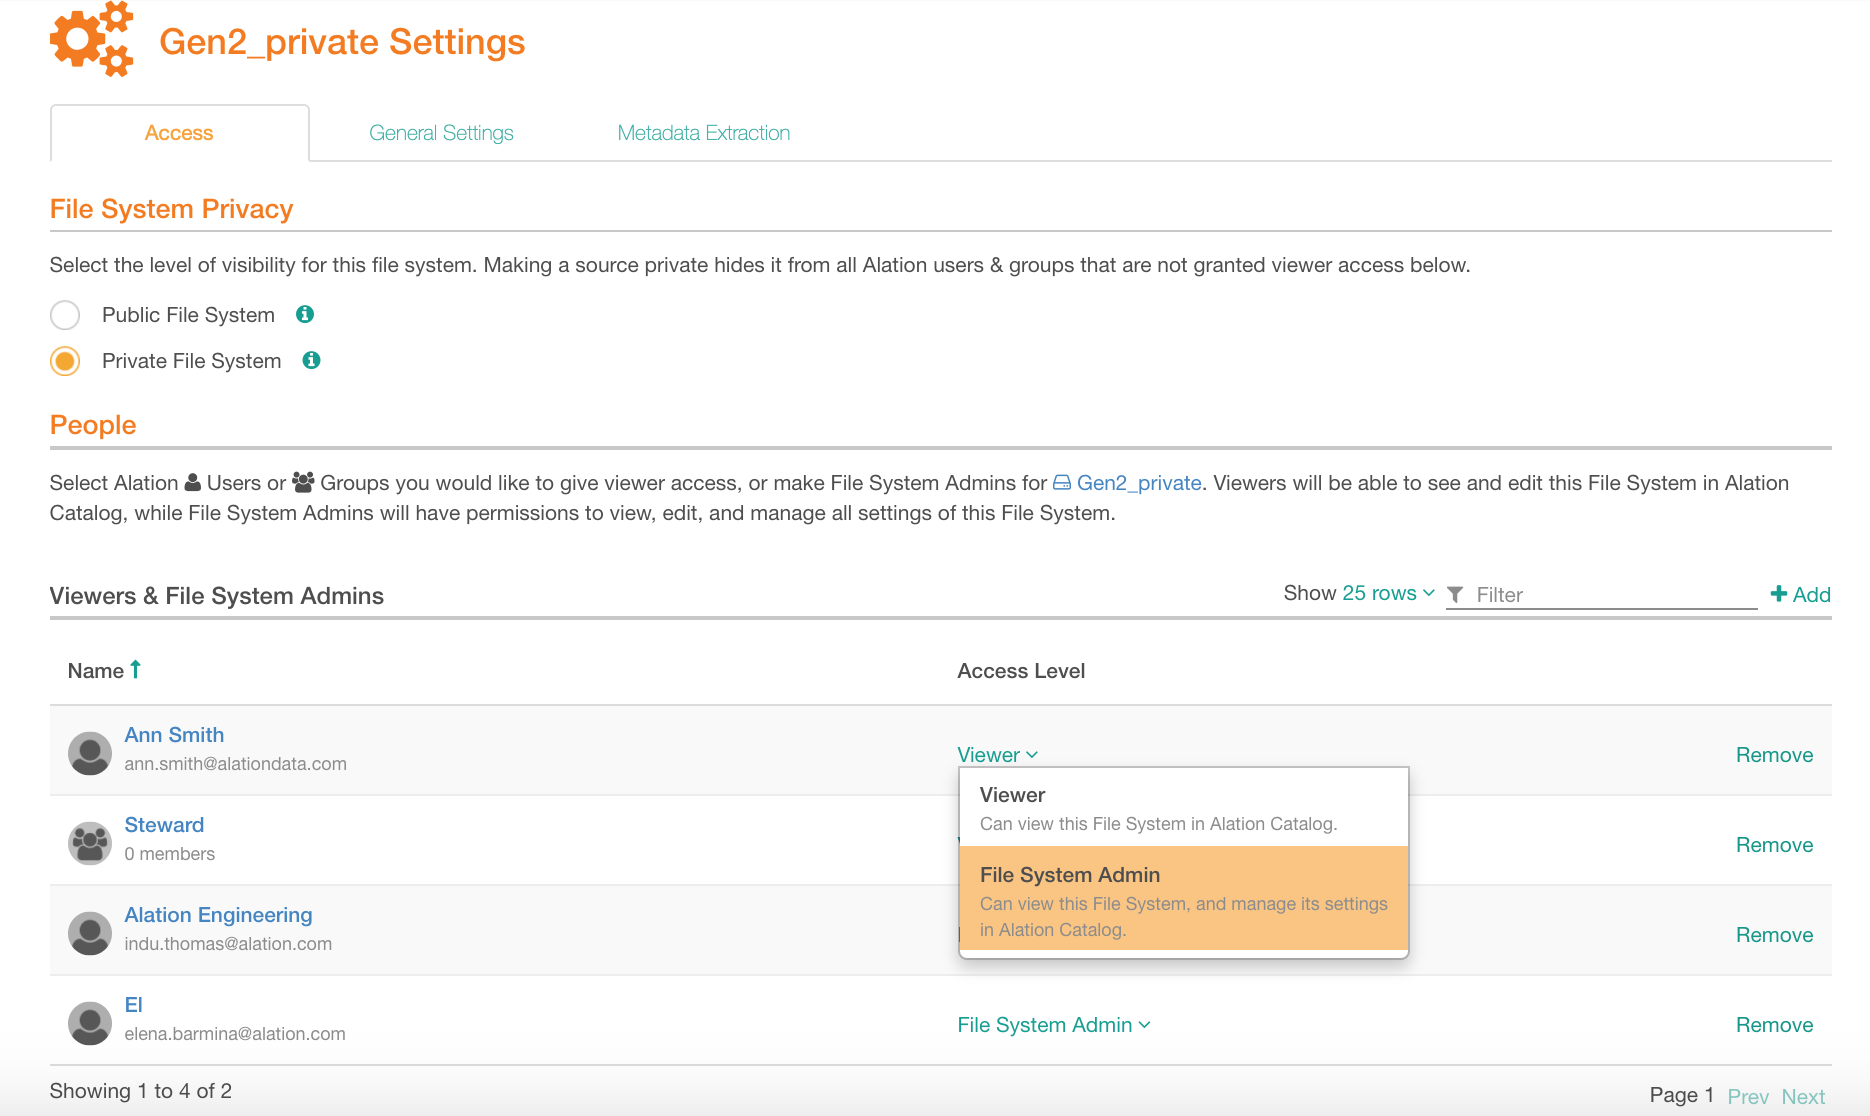 Gen2_private Settings
Access General Settings Metadata Extraction
File System Privacy
Select the level of visibility for this file system. Making a source private hides it from all Alation users & groups that are not granted viewer access below.
Public File System
Private File System
People
Select Alation Users or Groups you would like to give viewer access, or make File System Admins for Gen2_private. Viewers will be able to see and edit this File System in Alation
Catalog, while File System Admins will have permissions to view, edit, and manage all settings of this File System.
Viewers & File System Admins Show 25 rows Filter Add
Name Access Level
Ann Smith
ann.smith@alationdata.com
Viewer Remove
Viewer
Can view this File System in Alation Catalog.
File System Admin
Can view this File System, and manage its settings
in Alation Catalog.
Steward
0 members
Remove
Alation Engineering
indu.thomas@alation.com
Remove
El
elena.barmina@alation.com
File System Admin Remove
Showing 1 to 4 of 2 Page 1 Prev Next